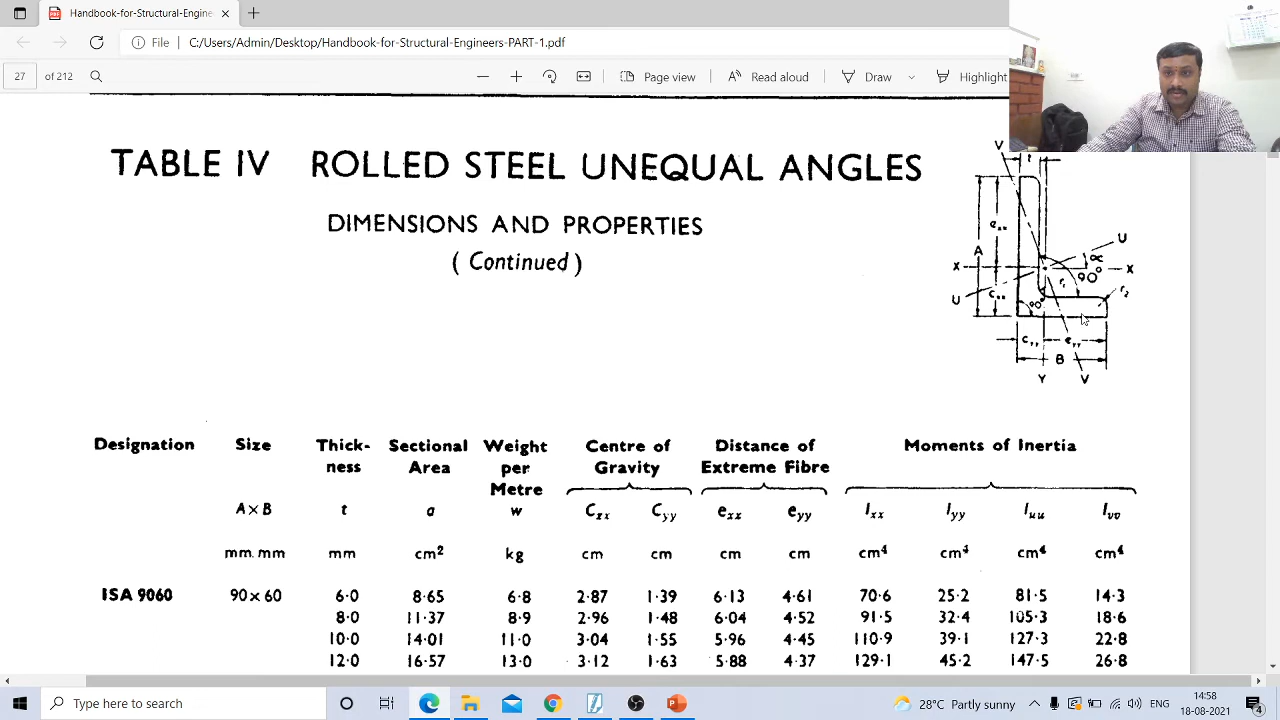 Handbook-for-Structural-Engine
File C:/Users/Admin/Desktop/Handbook-for-Structural-Engineers-PART-1.pdf
27 of 212 Page view Read aloud Draw Highlight
TABLE IV ROLLED STEEL UNEQUAL ANGLES
DIMENSIONS AND PROPERTIES
( Continued )
V t
A exx U
X α X
90°
r1 r2
U cxx 90°
cyy eyy
B
Y V
Designation Size Thick- Sectional Weight Centre of Distance of Moments of Inertia
ness Area per Gravity Extreme Fibre
Metre
A×B t a w Cxx Cyy exx eyy Ixx Iyy Iuu Ivv
mm. mm mm cm² kg cm cm cm cm cm⁴ cm⁴ cm⁴ cm⁴
ISA 9060 90×60 6·0 8·65 6·8 2·87 1·39 6·13 4·61 70·6 25·2 81·5 14·3
8·0 11·37 8·9 2·96 1·48 6·04 4·52 91·5 32·4 105·3 18·6
10·0 14·01 11·0 3·04 1·55 5·96 4·45 110·9 39·1 127·3 22·8
12·0 16·57 13·0 3·12 1·63 5·88 4·37 129·1 45·2 147·5 26·8
Type here to search 28°C Partly sunny 14:58
18-08-2021 4